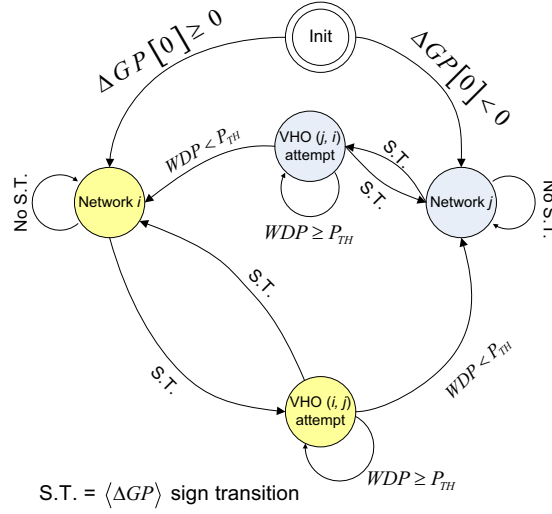 Init
ΔGP[0] ≥ 0
ΔGP[0] < 0
VHO (j, i)
attempt
WDP < P_TH
S.T.
S.T.
No S.T.
Network i
Network j
No S.T.
WDP ≥ P_TH
S.T.
S.T.
WDP < P_TH
VHO (i, j)
attempt
WDP ≥ P_TH
S.T. = ⟨ΔGP⟩ sign transition